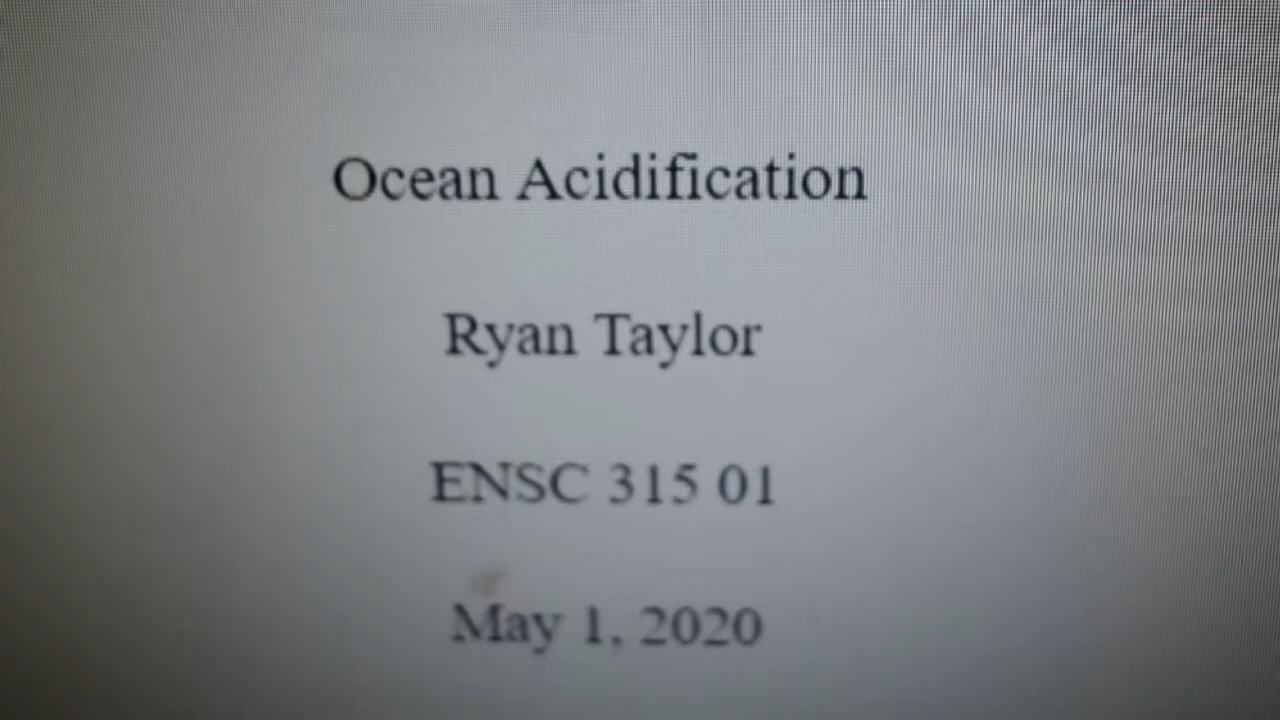 Ocean Acidification
Ryan Taylor
ENSC 315 01
May 1, 2020